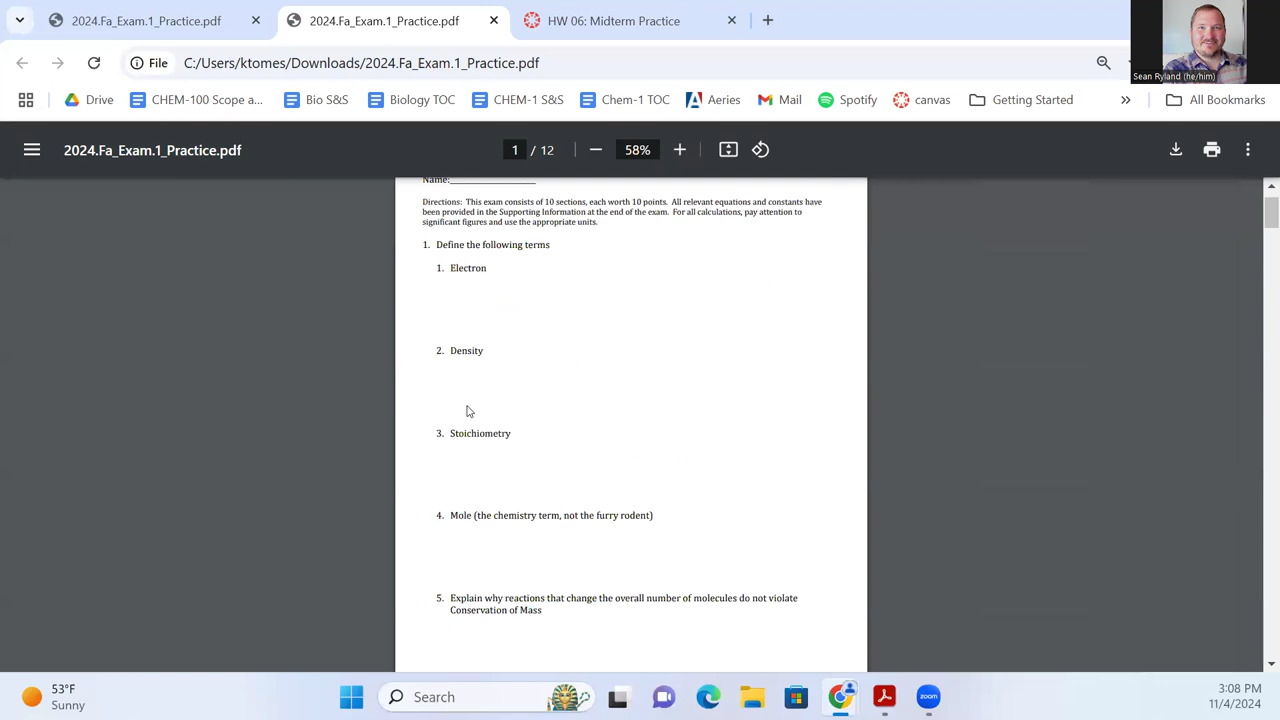 2024.Fa_Exam.1_Practice.pdf
2024.Fa_Exam.1_Practice.pdf
HW 06: Midterm Practice
File
C:/Users/ktomes/Downloads/2024.Fa_Exam.1_Practice.pdf
Sean Ryland (he/him)
Drive
CHEM-100 Scope a...
Bio S&S
Biology TOC
CHEM-1 S&S
Chem-1 TOC
Aeries
Mail
Spotify
canvas
Getting Started
All Bookmarks
2024.Fa_Exam.1_Practice.pdf
1 / 12
58%
Name:____________________
Directions: This exam consists of 10 sections, each worth 10 points. All relevant equations and constants have
been provided in the Supporting Information at the end of the exam. For all calculations, pay attention to
significant figures and use the appropriate units.
1. Define the following terms
1. Electron
2. Density
3. Stoichiometry
4. Mole (the chemistry term, not the furry rodent)
5. Explain why reactions that change the overall number of molecules do not violate
Conservation of Mass
53°F
Sunny
Search
zoom
3:08 PM
11/4/2024